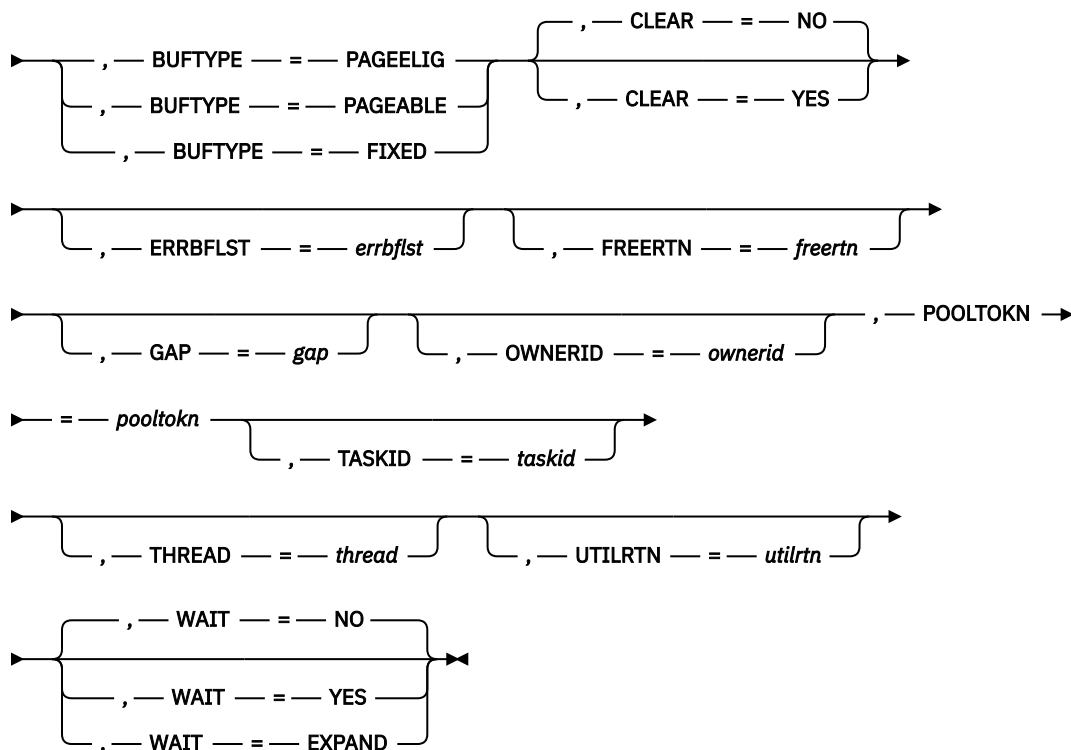 , CLEAR = NO
, BUFTYPE = PAGEELIG
, BUFTYPE = PAGEABLE
, CLEAR = YES
, BUFTYPE = FIXED
, ERRBFLST = errbflst , FREERTN = freertn
, POOLTOKN
, GAP = gap , OWNERID = ownerid
= pooltokn
, TASKID = taskid
, THREAD = thread , UTILRTN = utilrtn
, WAIT = NO
, WAIT = YES
, WAIT = EXPAND